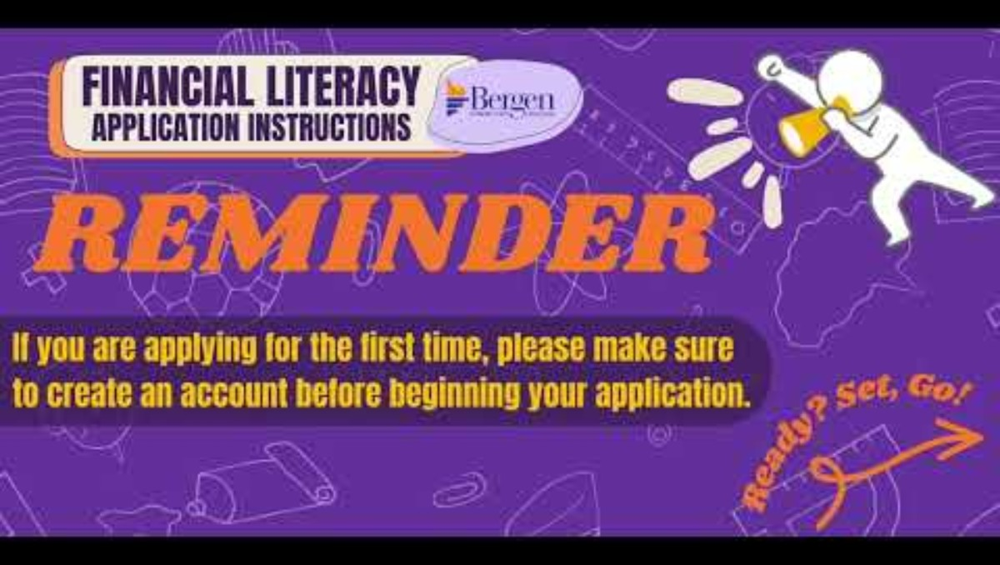 FINANCIAL LITERACY
APPLICATION INSTRUCTIONS
Bergen
REMINDER
If you are applying for the first time, please make sure
to create an account before beginning your application.
Ready? Set, Go!